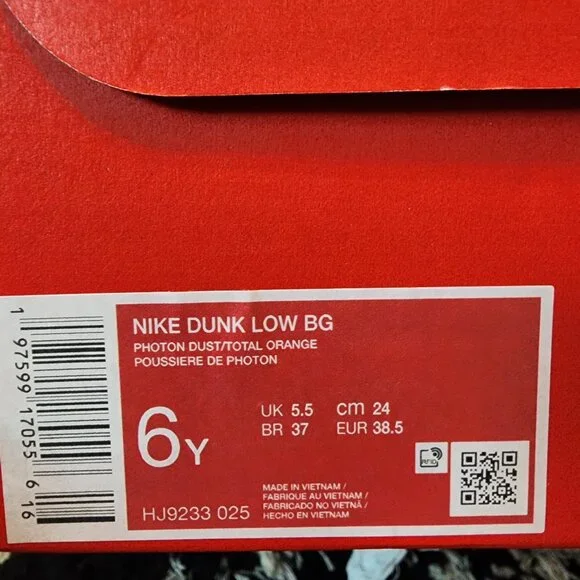 NIKE DUNK LOW BG
PHOTON DUST/TOTAL ORANGE
POUSSIERE DE PHOTON
6Y
UK 5.5 cm 24
BR 37 EUR 38.5
RFID
MADE IN VIETNAM /
FABRIQUE AU VIETNAM /
FABRICADO NO VIETNÃ /
HECHO EN VIETNAM
HJ9233 025
1 97599 17055 6 16